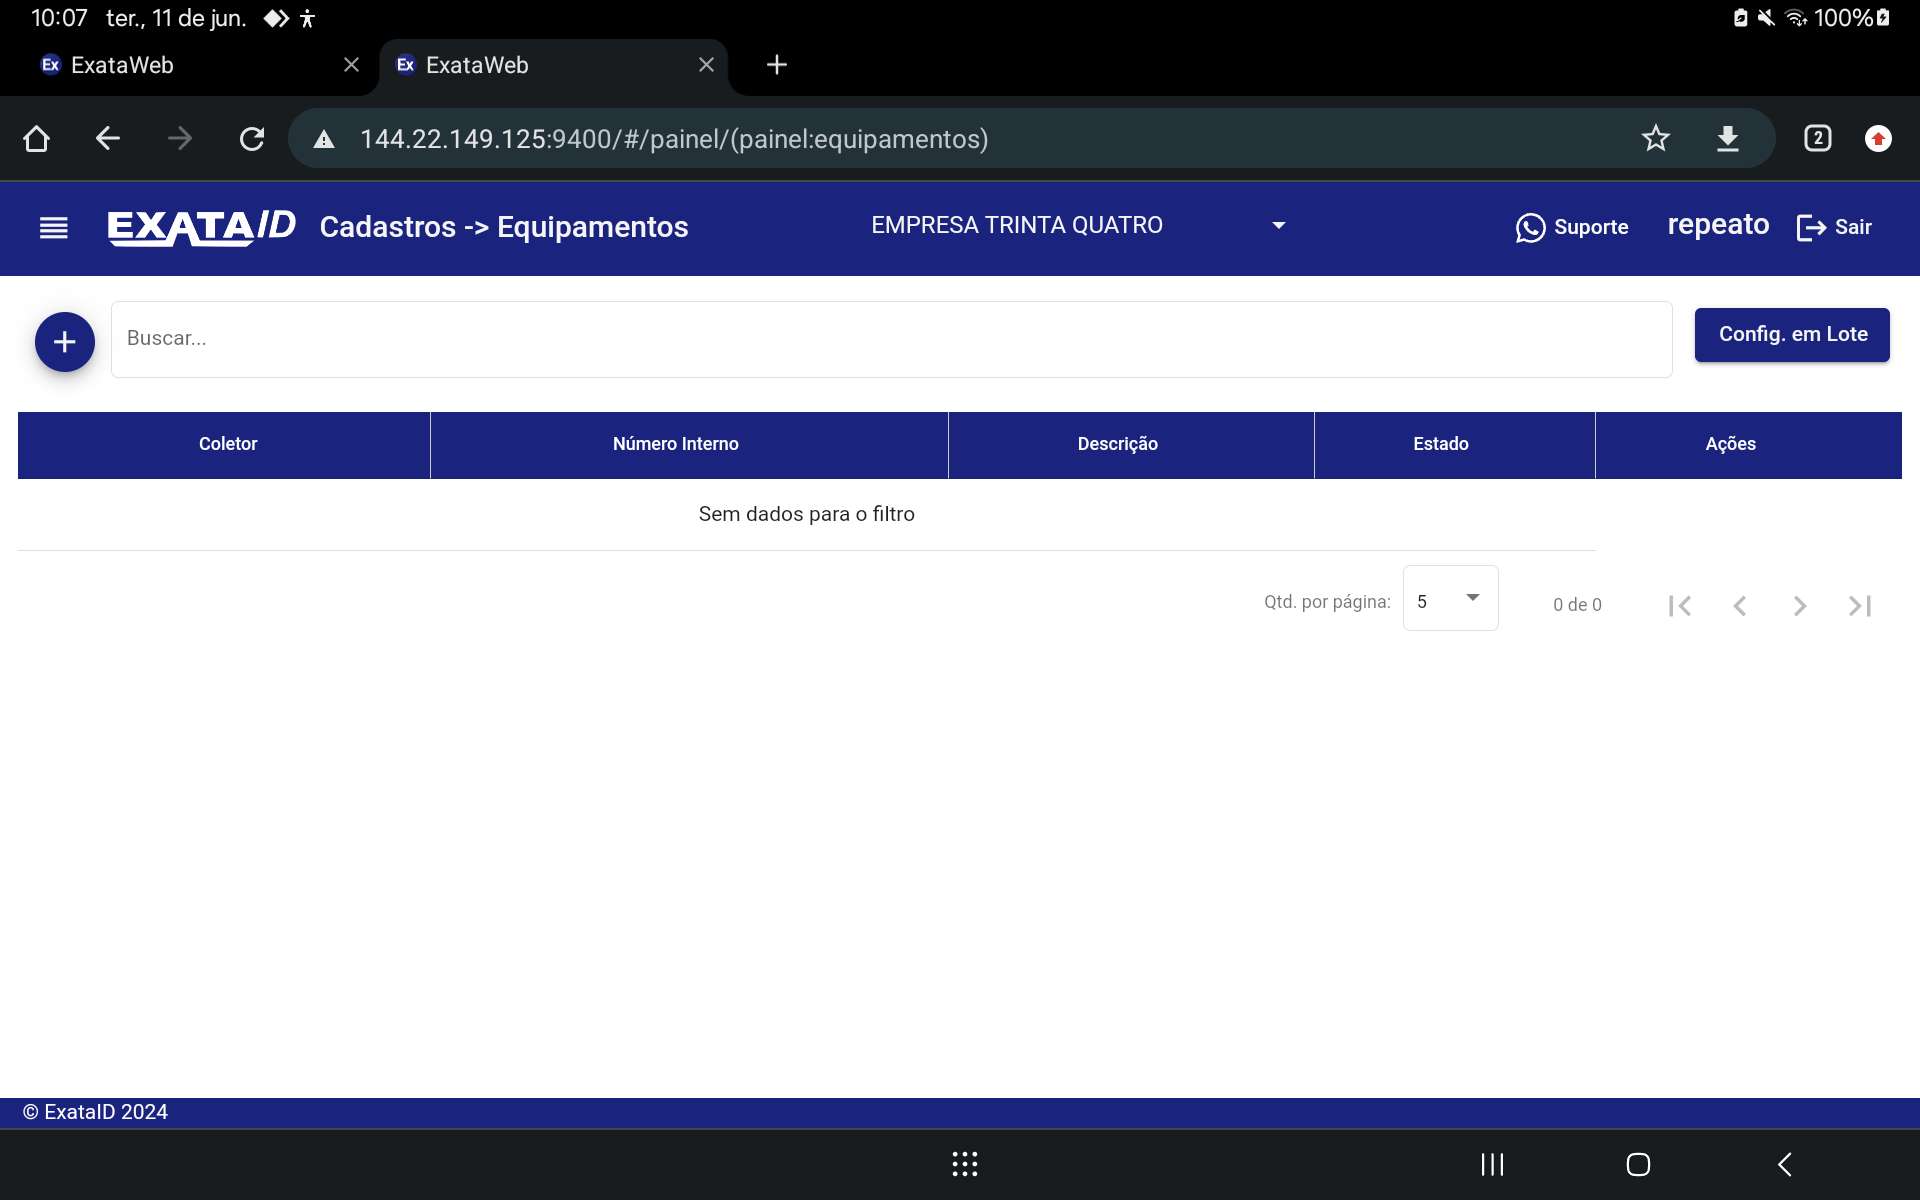 10:07 ter., 11 de jun. 100%
Ex ExataWeb Ex ExataWeb
144.22.149.125:9400/#/painel/(painel:equipamentos) 2
EXATAID Cadastros -> Equipamentos EMPRESA TRINTA QUATRO Suporte repeato Sair
Buscar... Config. em Lote
Coletor Número Interno Descrição Estado Ações
Sem dados para o filtro
Qtd. por página: 5 0 de 0
© ExataID 2024